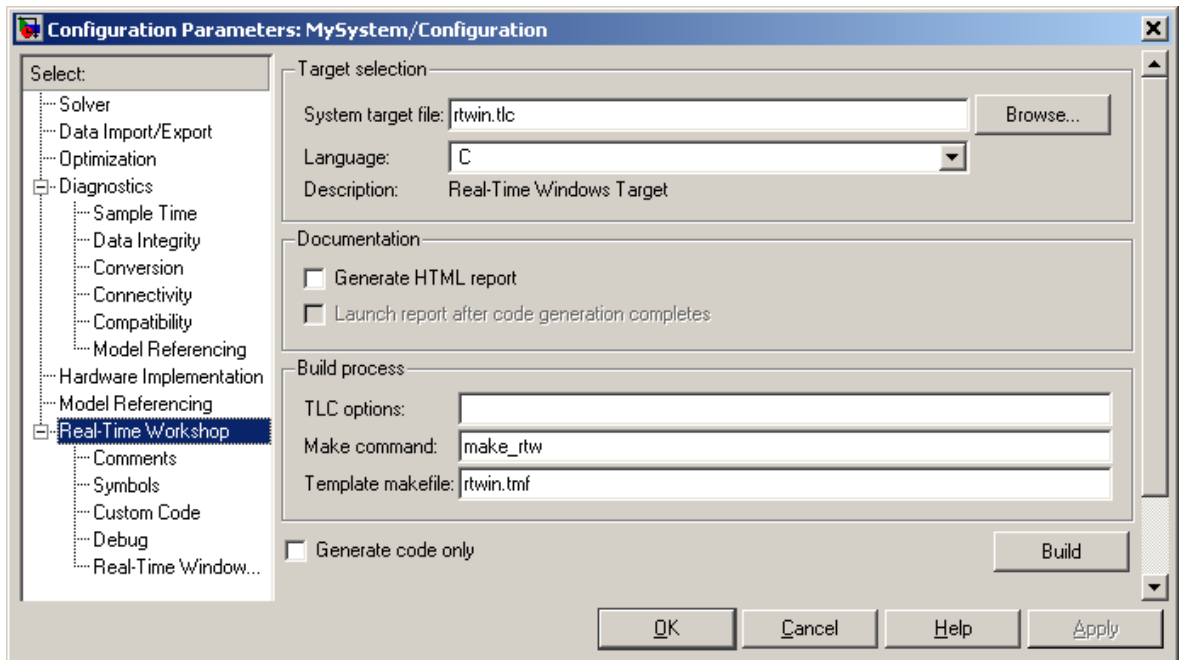 Configuration Parameters: MySystem/Configuration
Select:
Solver
Data Import/Export
Optimization
Diagnostics
Sample Time
Data Integrity
Conversion
Connectivity
Compatibility
Model Referencing
Hardware Implementation
Model Referencing
Real-Time Workshop
Comments
Symbols
Custom Code
Debug
Real-Time Window...
Target selection
System target file: rtwin.tlc Browse...
Language: C
Description: Real-Time Windows Target
Documentation
Generate HTML report
Launch report after code generation completes
Build process
TLC options:
Make command: make_rtw
Template makefile: rtwin.tmf
Generate code only Build
OK Cancel Help Apply